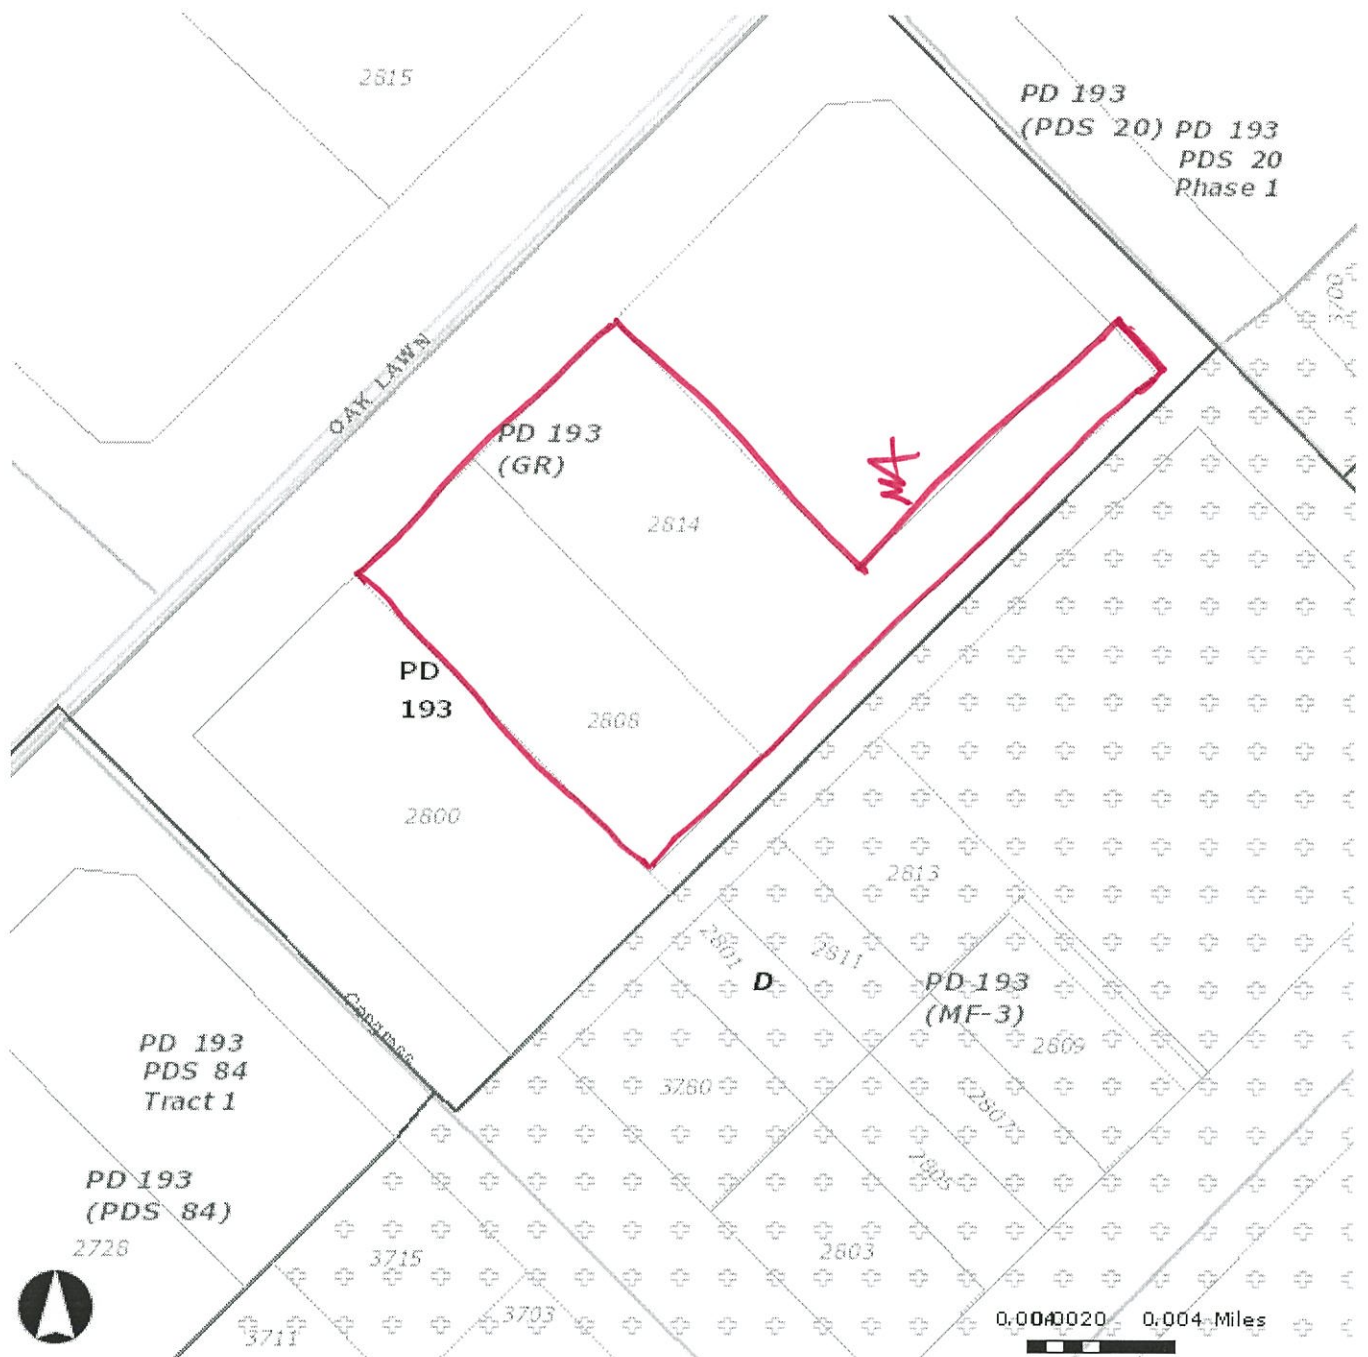 2815
PD 193
(PDS 20)
PD 193
PDS 20
Phase 1
3700
OAK LAWN
PD 193
(GR)
2814
PD
193
2808
2800
2813
2801
2811
D
PD 193
(MF-3)
2809
3780
2807
2805
2803
PD 193
PDS 84
Tract 1
PD 193
(PDS 84)
2728
3715
3703
3711
0.004 Miles